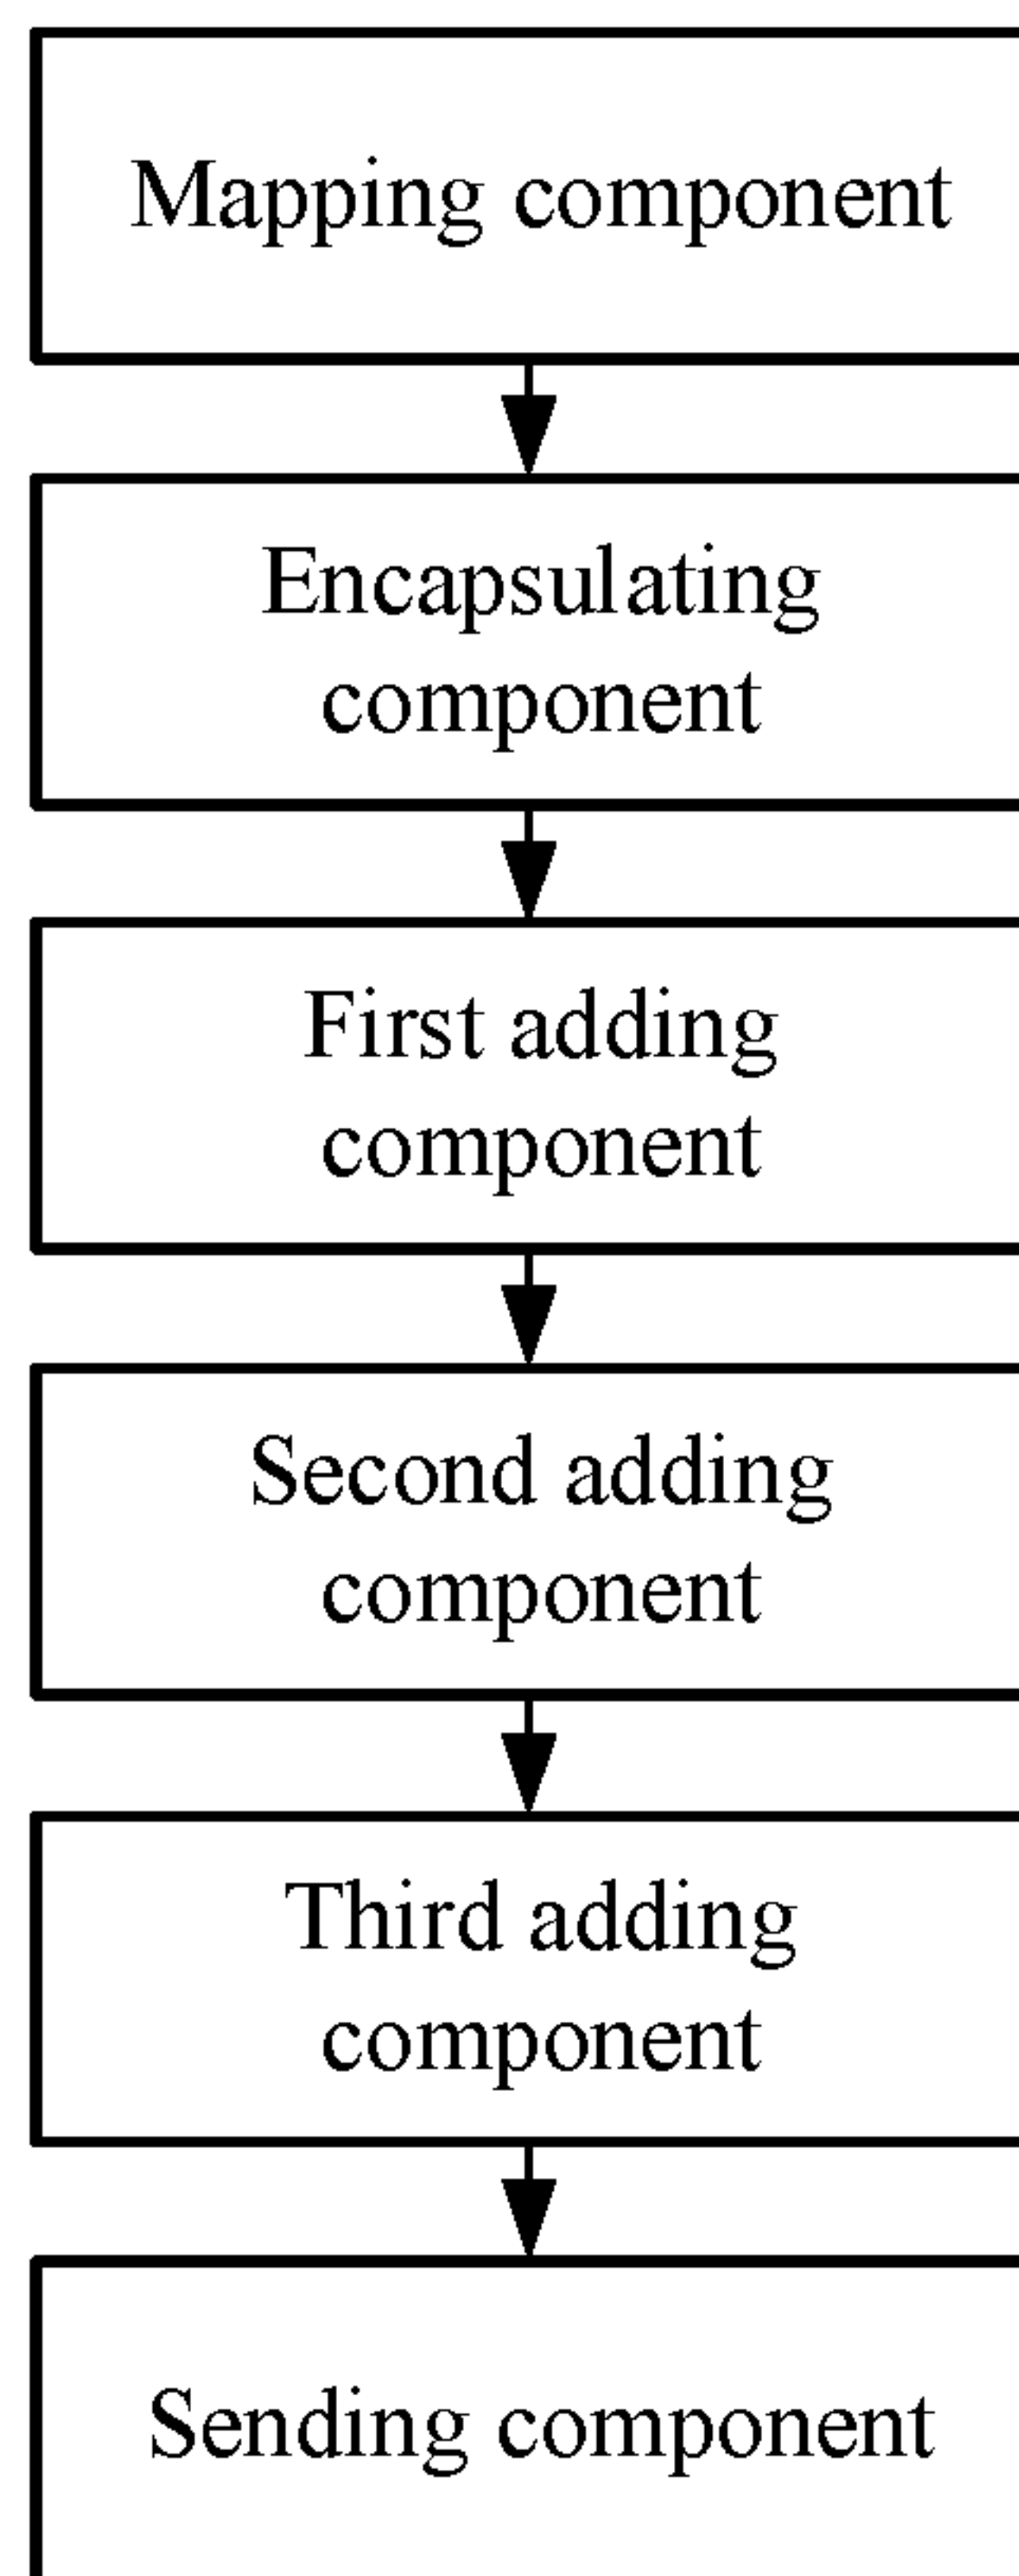 Mapping component
Encapsulating
component
First adding
component
Second adding
component
Third adding
component
Sending component